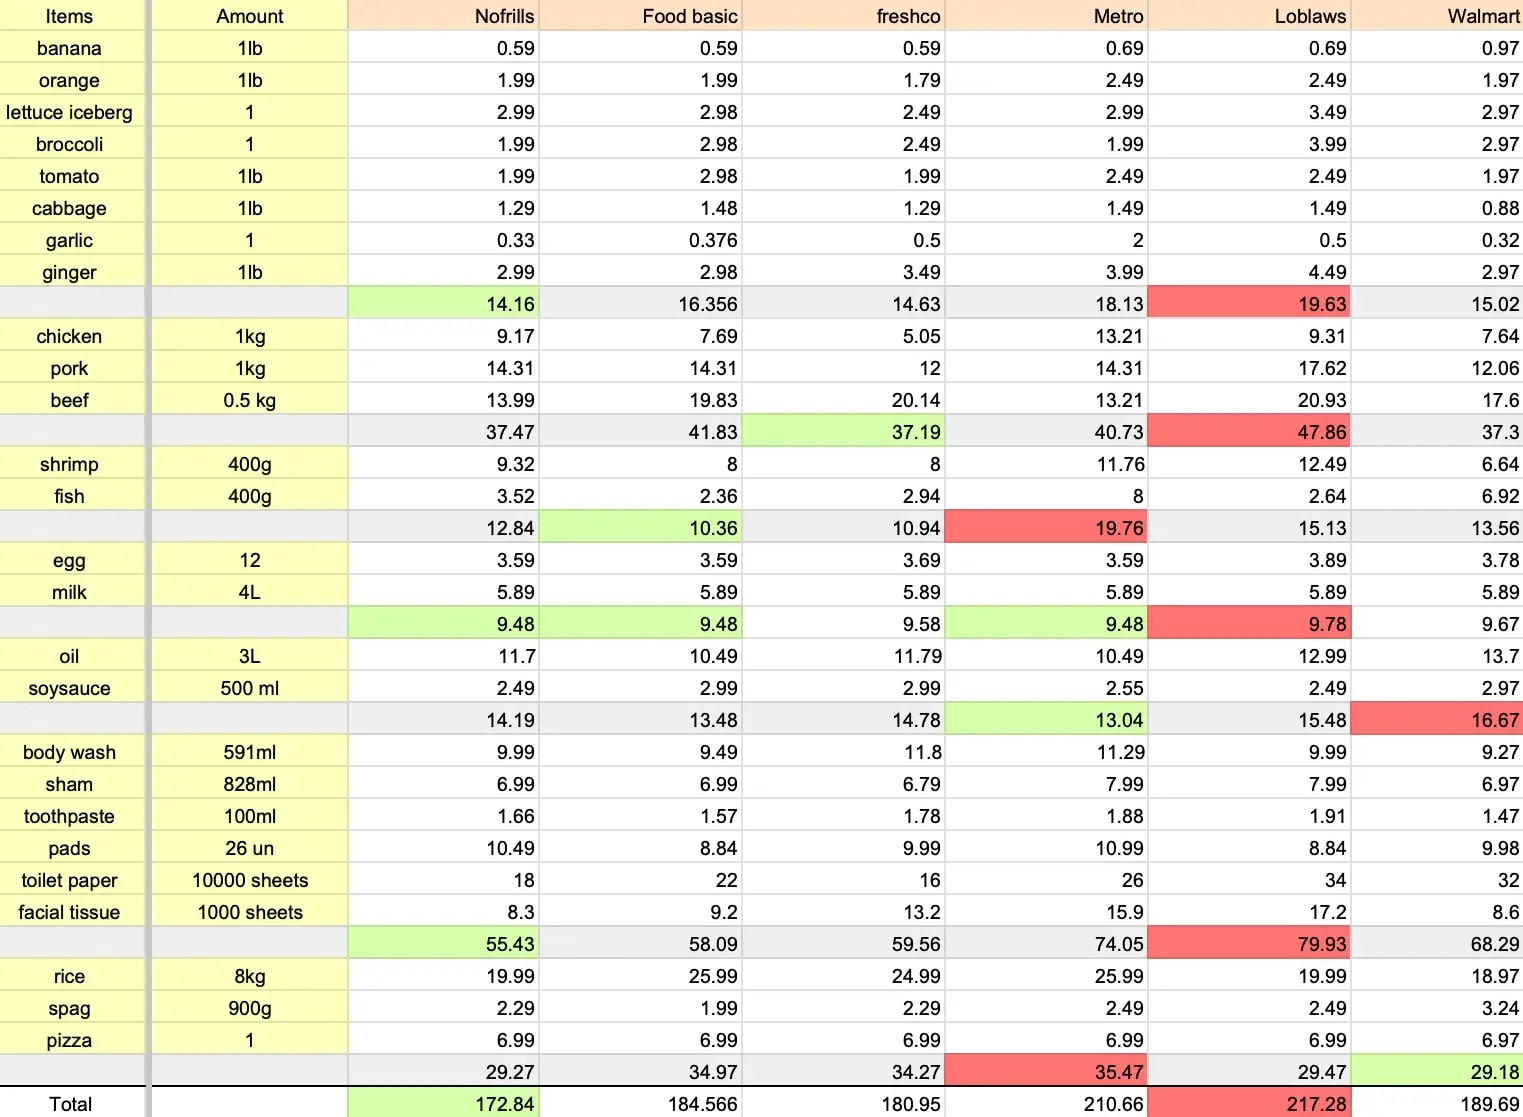 Items Amount Nofrills Food basic freshco Metro Loblaws Walmart
banana 1lb 0.59 0.59 0.59 0.69 0.69 0.97
orange 1lb 1.99 1.99 1.79 2.49 2.49 1.97
lettuce iceberg 1 2.99 2.98 2.49 2.99 3.49 2.97
broccoli 1 1.99 2.98 2.49 1.99 3.99 2.97
tomato 1lb 1.99 2.98 1.99 2.49 2.49 1.97
cabbage 1lb 1.29 1.48 1.29 1.49 1.49 0.88
garlic 1 0.33 0.376 0.5 2 0.5 0.32
ginger 1lb 2.99 2.98 3.49 3.99 4.49 2.97
14.16 16.356 14.63 18.13 19.63 15.02
chicken 1kg 9.17 7.69 5.05 13.21 9.31 7.64
pork 1kg 14.31 14.31 12 14.31 17.62 12.06
beef 0.5 kg 13.99 19.83 20.14 13.21 20.93 17.6
37.47 41.83 37.19 40.73 47.86 37.3
shrimp 400g 9.32 8 8 11.76 12.49 6.64
fish 400g 3.52 2.36 2.94 8 2.64 6.92
12.84 10.36 10.94 19.76 15.13 13.56
egg 12 3.59 3.59 3.69 3.59 3.89 3.78
milk 4L 5.89 5.89 5.89 5.89 5.89 5.89
9.48 9.48 9.58 9.48 9.78 9.67
oil 3L 11.7 10.49 11.79 10.49 12.99 13.7
soysauce 500 ml 2.49 2.99 2.99 2.55 2.49 2.97
14.19 13.48 14.78 13.04 15.48 16.67
body wash 591ml 9.99 9.49 11.8 11.29 9.99 9.27
sham 828ml 6.99 6.99 6.79 7.99 7.99 6.97
toothpaste 100ml 1.66 1.57 1.78 1.88 1.91 1.47
pads 26 un 10.49 8.84 9.99 10.99 8.84 9.98
toilet paper 10000 sheets 18 22 16 26 34 32
facial tissue 1000 sheets 8.3 9.2 13.2 15.9 17.2 8.6
55.43 58.09 59.56 74.05 79.93 68.29
rice 8kg 19.99 25.99 24.99 25.99 19.99 18.97
spag 900g 2.29 1.99 2.29 2.49 2.49 3.24
pizza 1 6.99 6.99 6.99 6.99 6.99 6.97
29.27 34.97 34.27 35.47 29.47 29.18
Total 172.84 184.566 180.95 210.66 217.28 189.69